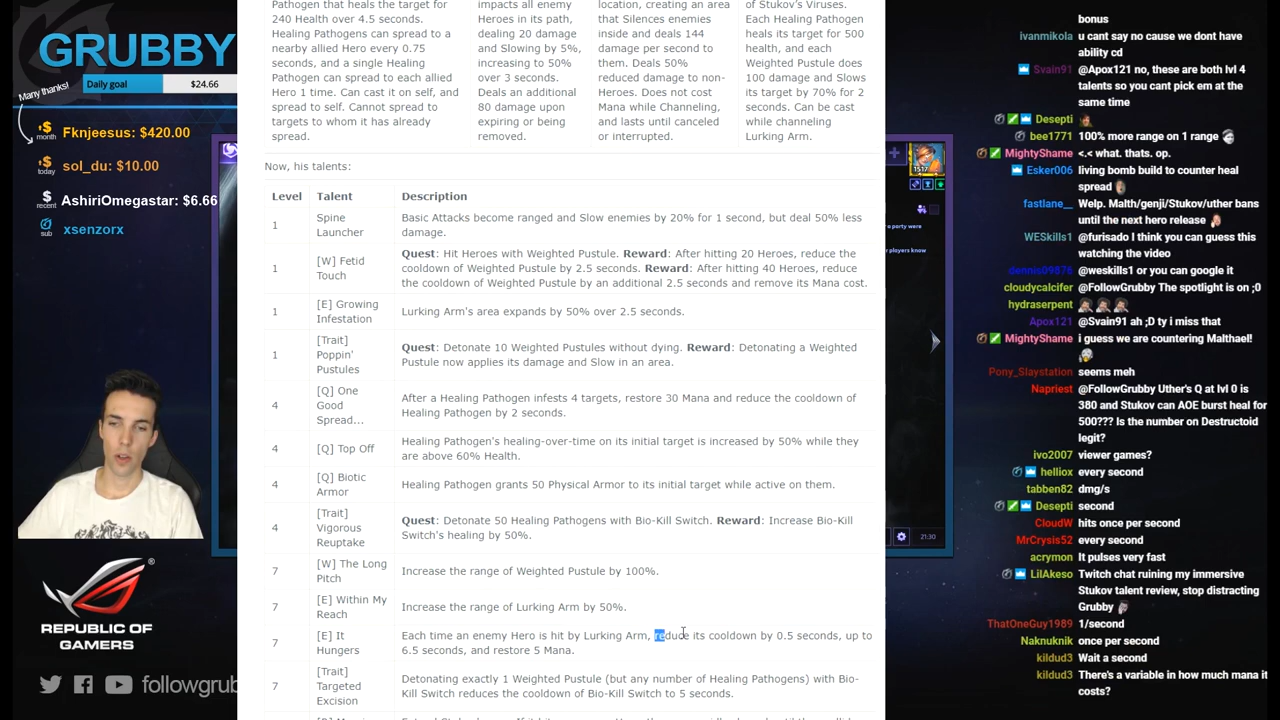 GRUBBY
Daily goal
$24.66
Many thanks!
$ month Fknjeesus: $420.00
$ today sol_du: $10.00
$ recent AshiriOmegastar: $6.66
sub xsenzorx
REPUBLIC OF
GAMERS
followgrub
Pathogen that heals the target for
240 Health over 4.5 seconds.
Healing Pathogens can spread to a
nearby allied Hero every 0.75
seconds, and a single Healing
Pathogen can spread to each allied
Hero 1 time. Can cast it on self, and
spread to self. Cannot spread to
targets to whom it has already
spread.
impacts all enemy
Heroes in its path,
dealing 20 damage
and Slowing by 5%,
increasing to 50%
over 3 seconds.
Deals an additional
80 damage upon
expiring or being
removed.
location, creating an area
that Silences enemies
inside and deals 144
damage per second to
them. Deals 50%
reduced damage to non-
Heroes. Does not cost
Mana while Channeling,
and lasts until canceled
or interrupted.
of Stukov's Viruses.
Each Healing Pathogen
heals its target for 500
health, and each
Weighted Pustule does
100 damage and Slows
its target by 70% for 2
seconds. Can be cast
while channeling
Lurking Arm.
Now, his talents:
Level Talent Description
1
Spine
Launcher
Basic Attacks become ranged and Slow enemies by 20% for 1 second, but deal 50% less
damage.
1
[W] Fetid
Touch
Quest: Hit Heroes with Weighted Pustule. Reward: After hitting 20 Heroes, reduce the
cooldown of Weighted Pustule by 2.5 seconds. Reward: After hitting 40 Heroes, reduce
the cooldown of Weighted Pustule by an additional 2.5 seconds and remove its Mana cost.
1
[E] Growing
Infestation
Lurking Arm's area expands by 50% over 2.5 seconds.
1
[Trait]
Poppin'
Pustules
Quest: Detonate 10 Weighted Pustules without dying. Reward: Detonating a Weighted
Pustule now applies its damage and Slow in an area.
4
[Q] One
Good
Spread...
After a Healing Pathogen infests 4 targets, restore 30 Mana and reduce the cooldown of
Healing Pathogen by 2 seconds.
4
[Q] Top Off
Healing Pathogen's healing-over-time on its initial target is increased by 50% while they
are above 60% Health.
4
[Q] Biotic
Armor
Healing Pathogen grants 50 Physical Armor to its initial target while active on them.
4
[Trait]
Vigorous
Reuptake
Quest: Detonate 50 Healing Pathogens with Bio-Kill Switch. Reward: Increase Bio-Kill
Switch's healing by 50%.
7
[W] The Long
Pitch
Increase the range of Weighted Pustule by 100%.
7
[E] Within My
Reach
Increase the range of Lurking Arm by 50%.
7
[E] It
Hungers
Each time an enemy Hero is hit by Lurking Arm, reduce its cooldown by 0.5 seconds, up to
6.5 seconds, and restore 5 Mana.
7
[Trait]
Targeted
Excision
Detonating exactly 1 Weighted Pustule (but any number of Healing Pathogens) with Bio-
Kill Switch reduces the cooldown of Bio-Kill Switch to 5 seconds.
1517
a party were
players know
21:30
bonus
ivanmikola u cant say no cause we dont have
ability cd
Svain91 @Apox121 no, these are both lvl 4
talents so you cant pick em at the
same time
Desepti
bee1771 100% more range on 1 range
MightyShame <.< what. thats. op.
Esker006 living bomb build to counter heal
spread
fastlane__ Welp. Malth/genji/Stukov/uther bans
until the next hero release
WESkills1 @furisado I think you can guess this
watching the video
dennis09876 @weskills1 or you can google it
cloudycalcifer @FollowGrubby The spotlight is on ;0
hydraserpent
Apox121 @Svain91 ah ;D ty i miss that
MightyShame i guess we are countering Malthael!
Pony_Slaystation seems meh
Napriest @FollowGrubby Uther's Q at lvl 0 is
380 and Stukov can AOE burst heal for
500??? Is the number on Destructoid
legit?
ivo2007 viewer games?
helliox every second
tabben82 dmg/s
Desepti second
CloudW hits once per second
MrCrysis52 every second
acrymon It pulses very fast
LilAkeso Twitch chat ruining my immersive
Stukov talent review, stop distracting
Grubby
ThatOneGuy1989 1/second
Naknuknik once per second
kildud3 Wait a second
kildud3 There's a variable in how much mana it
costs?